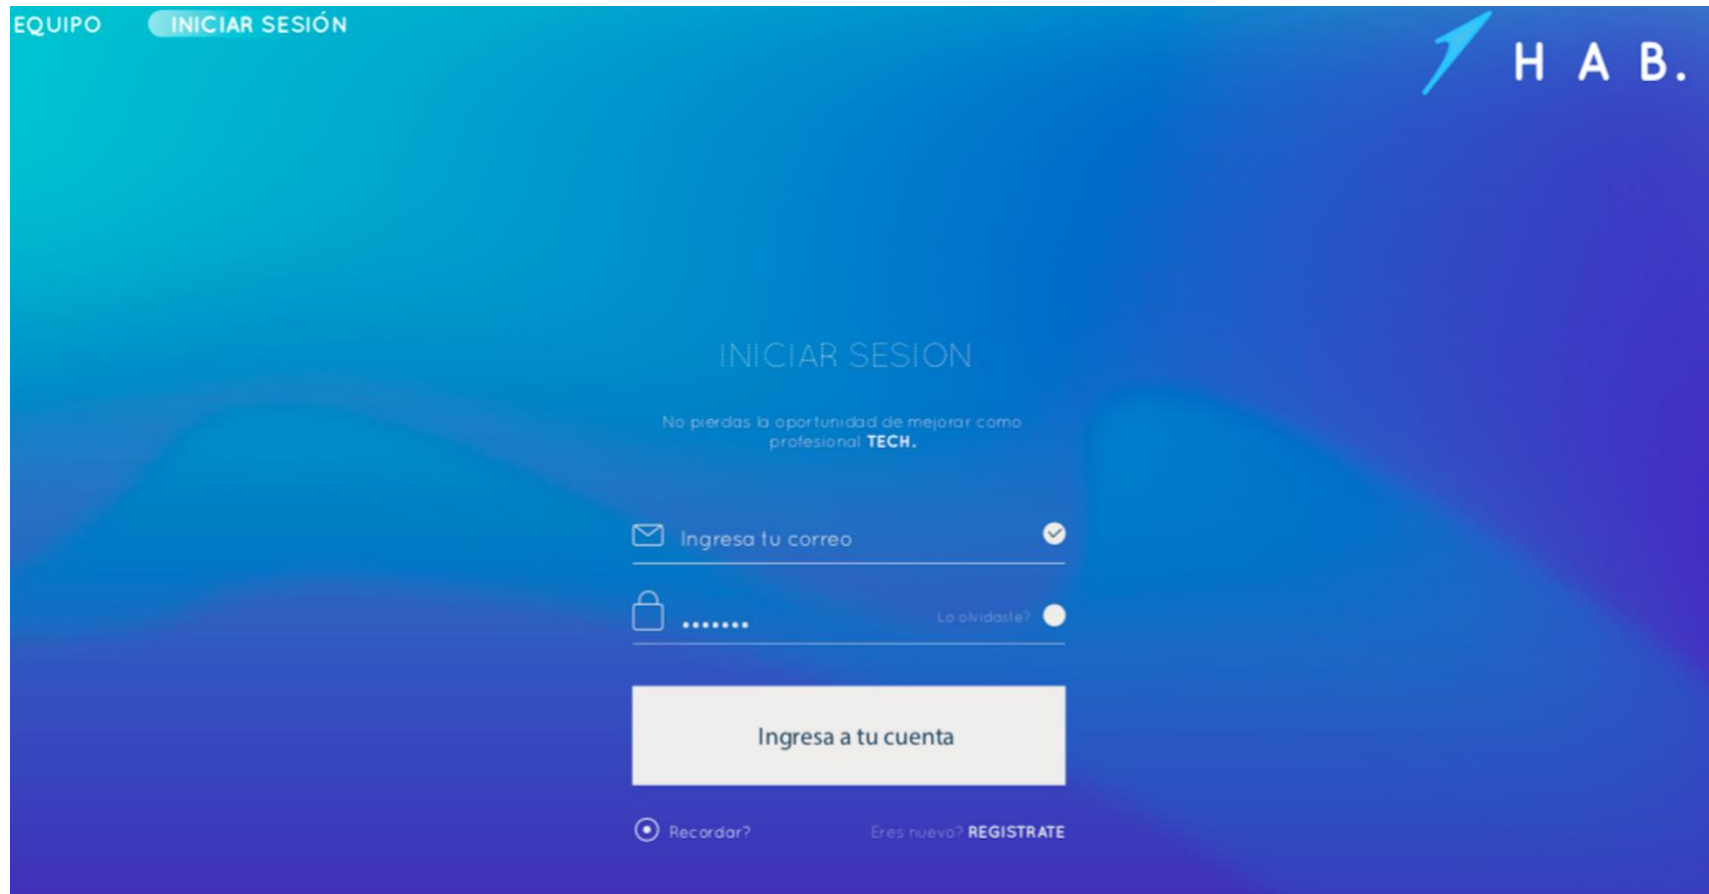 EQUIPO INICIAR SESIÓN
H A B.
INICIAR SESION
No pierdas la oportunidad de mejorar como
profesional TECH.
Ingresa tu correo
Lo olvidaste?
Ingresa a tu cuenta
Recordar? Eres nuevo? REGISTRATE